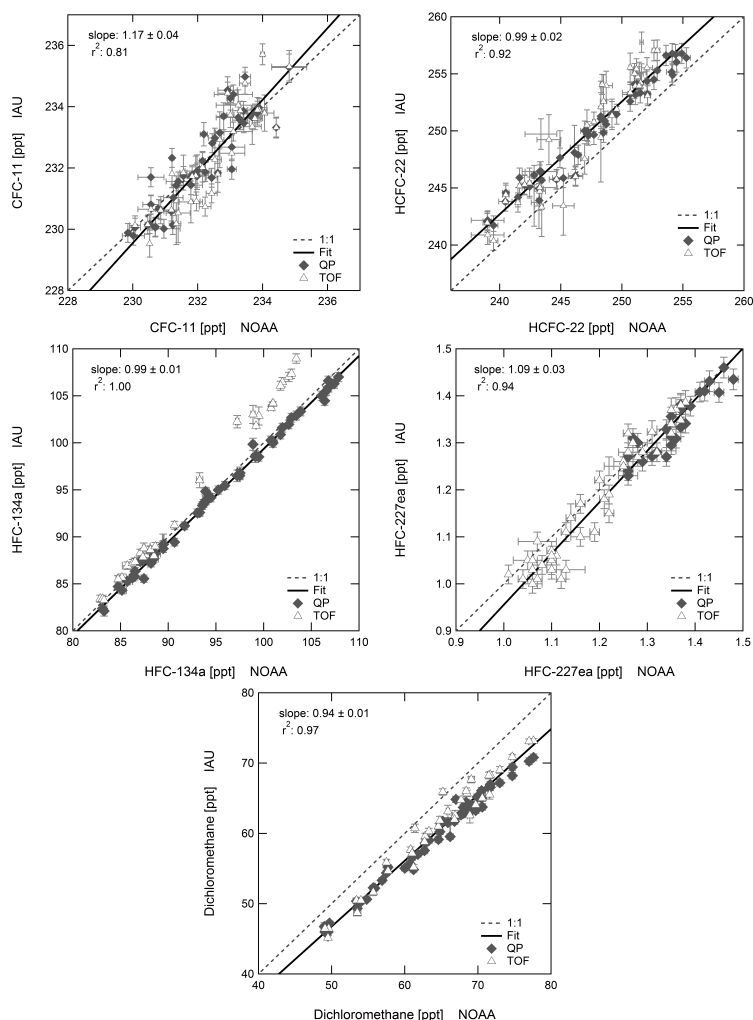 slope: 1.17 ± 0.04
r2: 0.81
CFC-11 [ppt] IAU
236
234
232
230
228
228 230 232 234 236
1:1
Fit
QP
TOF
CFC-11 [ppt] NOAA
slope: 0.99 ± 0.02
r2: 0.92
HCFC-22 [ppt] IAU
260
255
250
245
240
240 245 250 255 260
1:1
Fit
QP
TOF
HCFC-22 [ppt] NOAA
slope: 0.99 ± 0.01
r2: 1.00
HFC-134a [ppt] IAU
110
105
100
95
90
85
80
80 85 90 95 100 105 110
1:1
Fit
QP
TOF
HFC-134a [ppt] NOAA
slope: 1.09 ± 0.03
r2: 0.94
HFC-227ea [ppt] IAU
1.5
1.4
1.3
1.2
1.1
1.0
0.9
0.9 1.0 1.1 1.2 1.3 1.4 1.5
1:1
Fit
QP
TOF
HFC-227ea [ppt] NOAA
slope: 0.94 ± 0.01
r2: 0.97
Dichloromethane [ppt] IAU
80
70
60
50
40
40 50 60 70 80
1:1
Fit
QP
TOF
Dichloromethane [ppt] NOAA